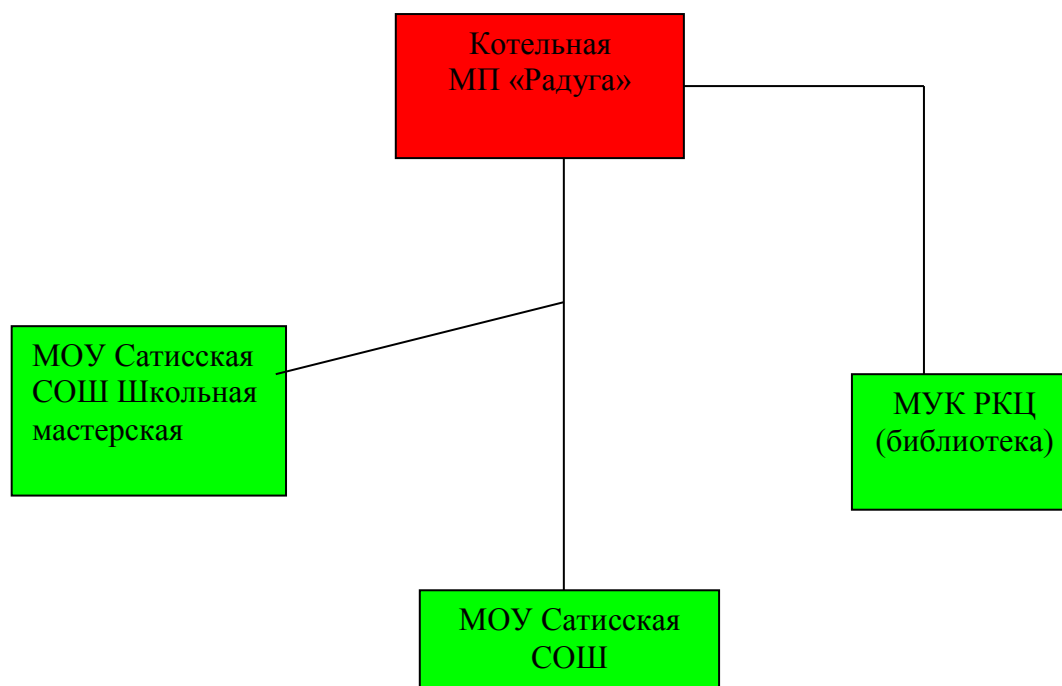 Котельная
МП «Радуга»
МОУ Сатисская
СОШ Школьная
мастерская
МУК РКЦ
(библиотека)
МОУ Сатисская
СОШ